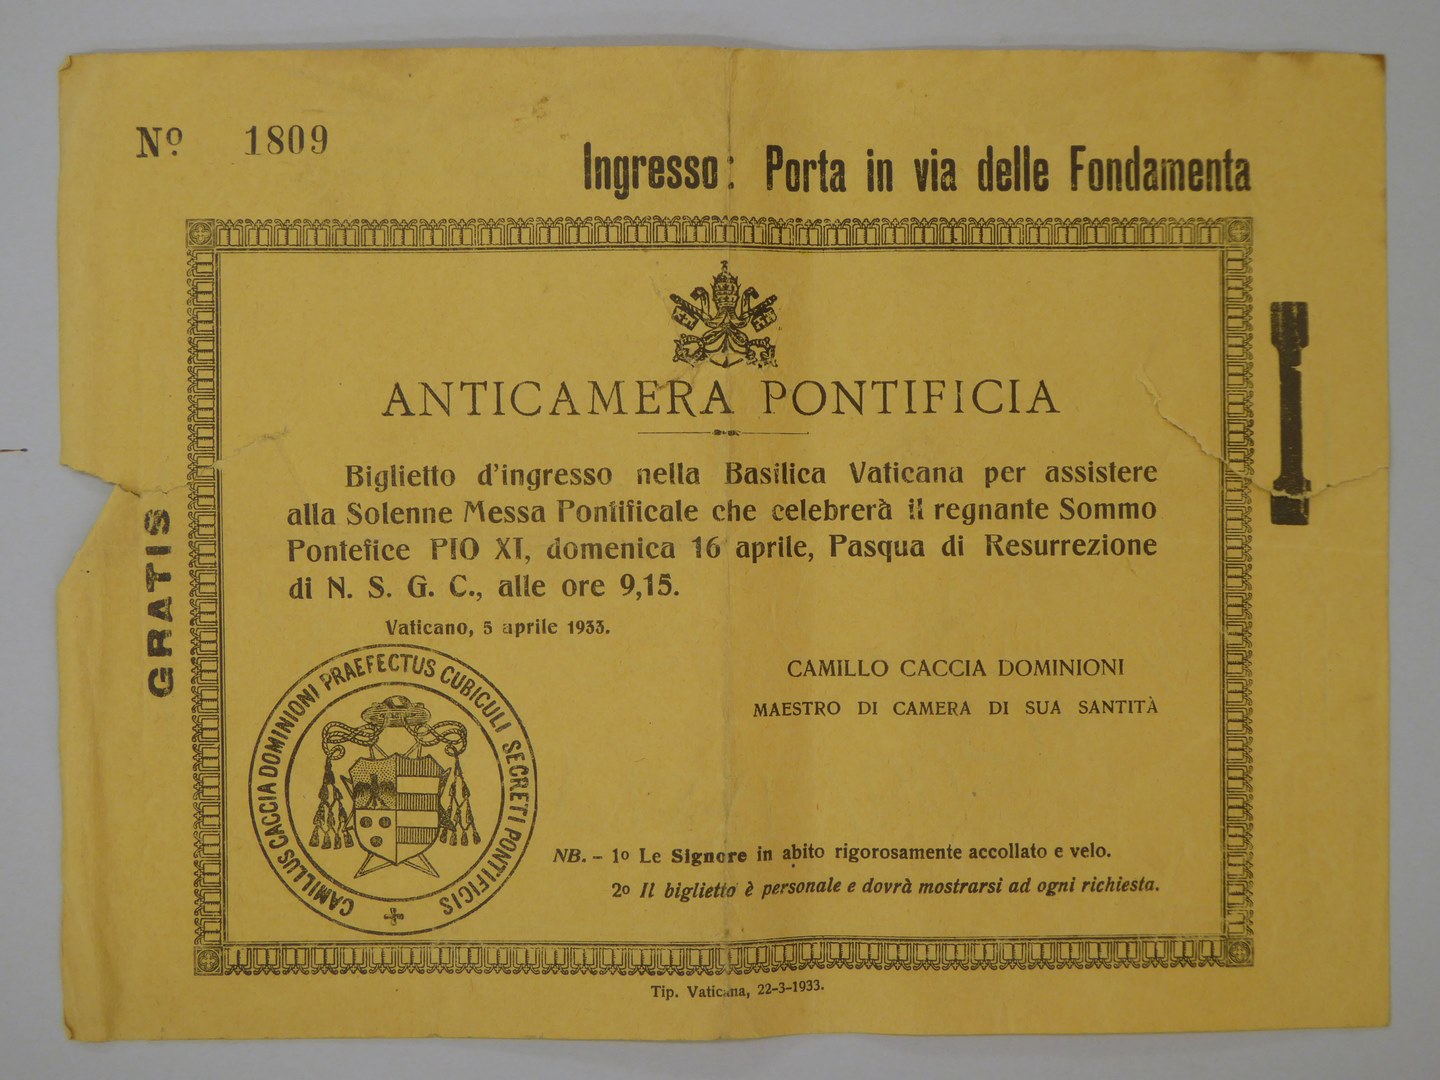 Nº 1809
Ingresso: Porta in via delle Fondamenta
ANTICAMERA PONTIFICIA
Biglietto d'ingresso nella Basilica Vaticana per assistere
alla Solenne Messa Pontificale che celebrerà il regnante Sommo
Pontefice PIO XI, domenica 16 aprile, Pasqua di Resurrezione
di N. S. G. C., alle ore 9,15.
Vaticano, 5 aprile 1933.
GRATIS
CAMILLO CACCIA DOMINIONI
MAESTRO DI CAMERA DI SUA SANTITÀ
CAMILLUS CACCIA DOMINIONI PRAEFECTUS CUBICULI SECRETI PONTIFICIS
NB. - 1º Le Signore in abito rigorosamente accollato e velo.
2º Il biglietto è personale e dovrà mostrarsi ad ogni richiesta.
Tip. Vaticana, 22-3-1933.
I